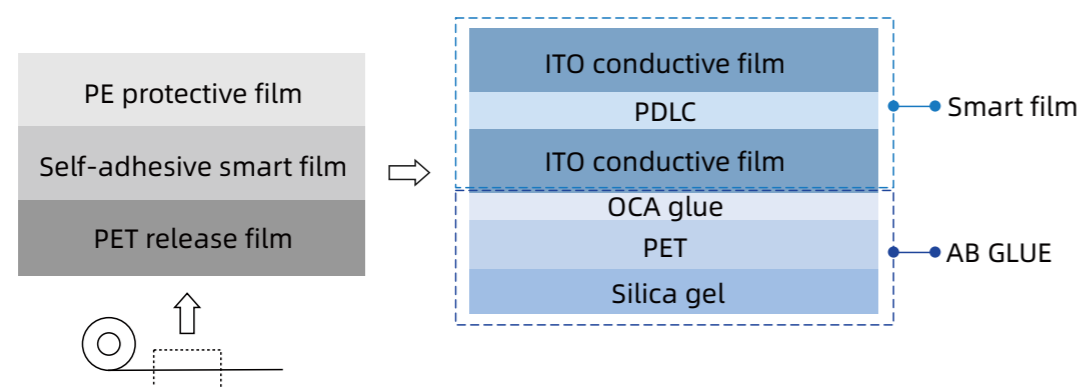 PE protective film
Self-adhesive smart film
PET release film
ITO conductive film
PDLC
ITO conductive film
OCA glue
PET
Silica gel
Smart film
AB GLUE